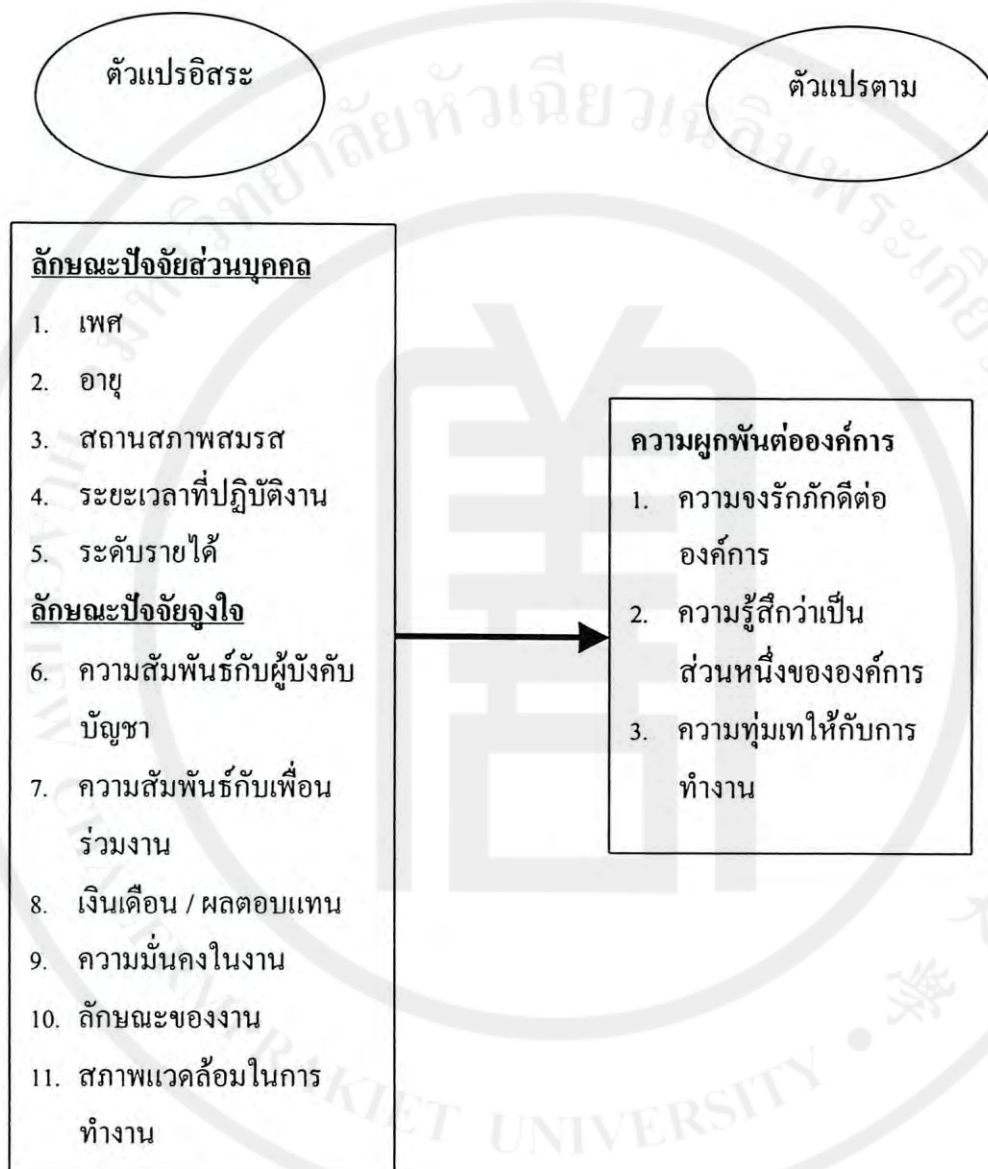 ตัวแปรอิสระ
ตัวแปรตาม
ลักษณะปัจจัยส่วนบุคคล
1. เพศ
2. อายุ
3. สถานสภาพสมรส
4. ระยะเวลาที่ปฏิบัติงาน
5. ระดับรายได้
ลักษณะปัจจัยจูงใจ
6. ความสัมพันธ์กับผู้บังคับ
บัญชา
7. ความสัมพันธ์กับเพื่อน
ร่วมงาน
8. เงินเดือน / ผลตอบแทน
9. ความมั่นคงในงาน
10. ลักษณะของงาน
11. สภาพแวดล้อมในการ
ทำงาน
ความผูกพันต่อองค์การ
1. ความจงรักภักดีต่อ
องค์การ
2. ความรู้สึกว่าเป็น
ส่วนหนึ่งขององค์การ
3. ความทุ่มเทให้กับการ
ทำงาน
UNIVERSITY